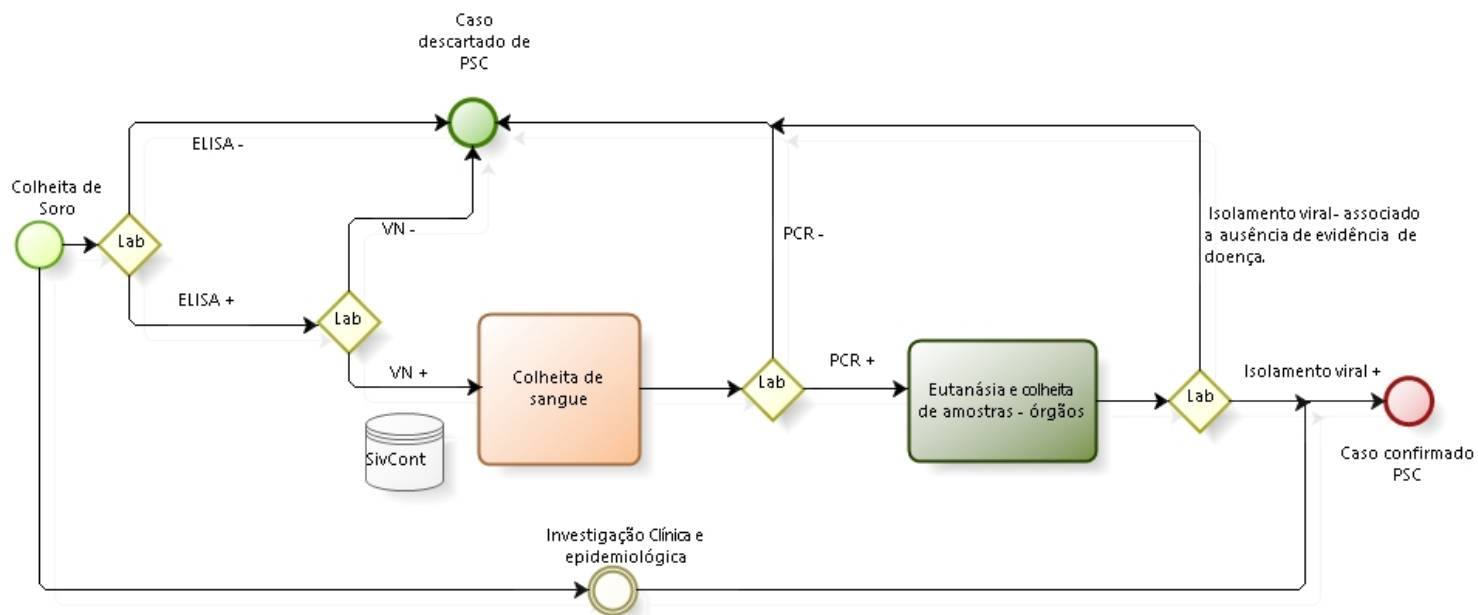 Caso
descartado de
PSC
ELISA -
Colheita de
Soro
Lab
VN -
PCR -
Isolamento viral- associado
a ausência de evidência de
doença.
ELISA +
Lab
VN +
Colheita de
sangue
Lab
PCR +
Eutanásia e colheita
de amostras - órgãos
Lab
Isolamento viral +
Caso confirmado
PSC
SivCont
Investigação Clínica e
epidemiológica